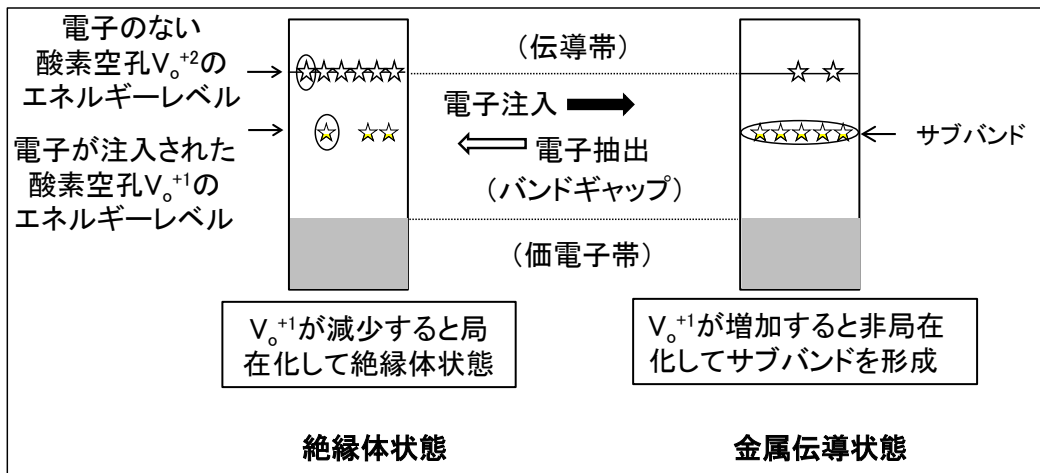 電子のない
酸素空孔Vₒ⁺²の
エネルギーレベル
電子が注入された
酸素空孔Vₒ⁺¹の
エネルギーレベル
(伝導帯)
電子注入
電子抽出
(バンドギャップ)
(価電子帯)
サブバンド
Vₒ⁺¹が減少すると局
在化して絶縁体状態
Vₒ⁺¹が増加すると非局在
化してサブバンドを形成
絶縁体状態
金属伝導状態